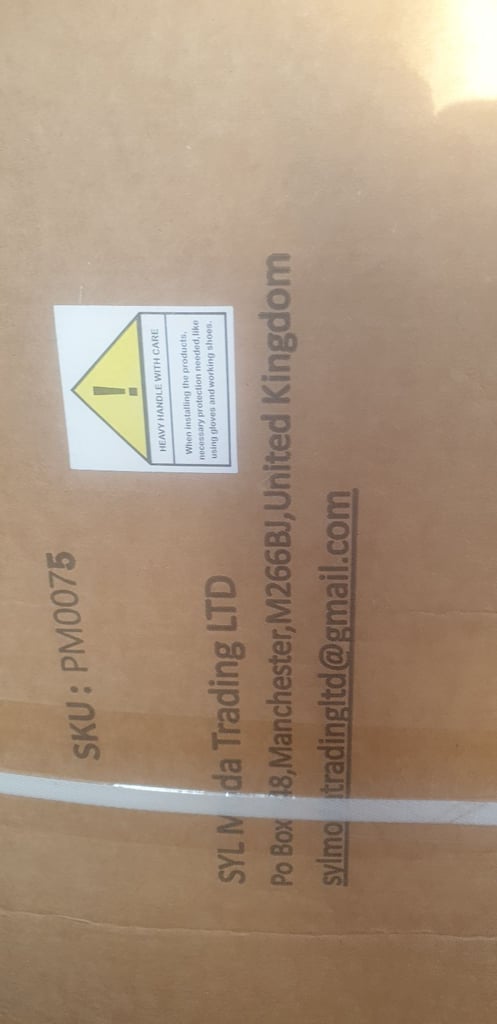 SKU : PM0075
HEAVY HANDLE WITH CARE
When installing the products,
necessary protection needed,like
using gloves and working shoes.
SYL Trading LTD
Po Box ,Manchester,M266BJ,United Kingdom